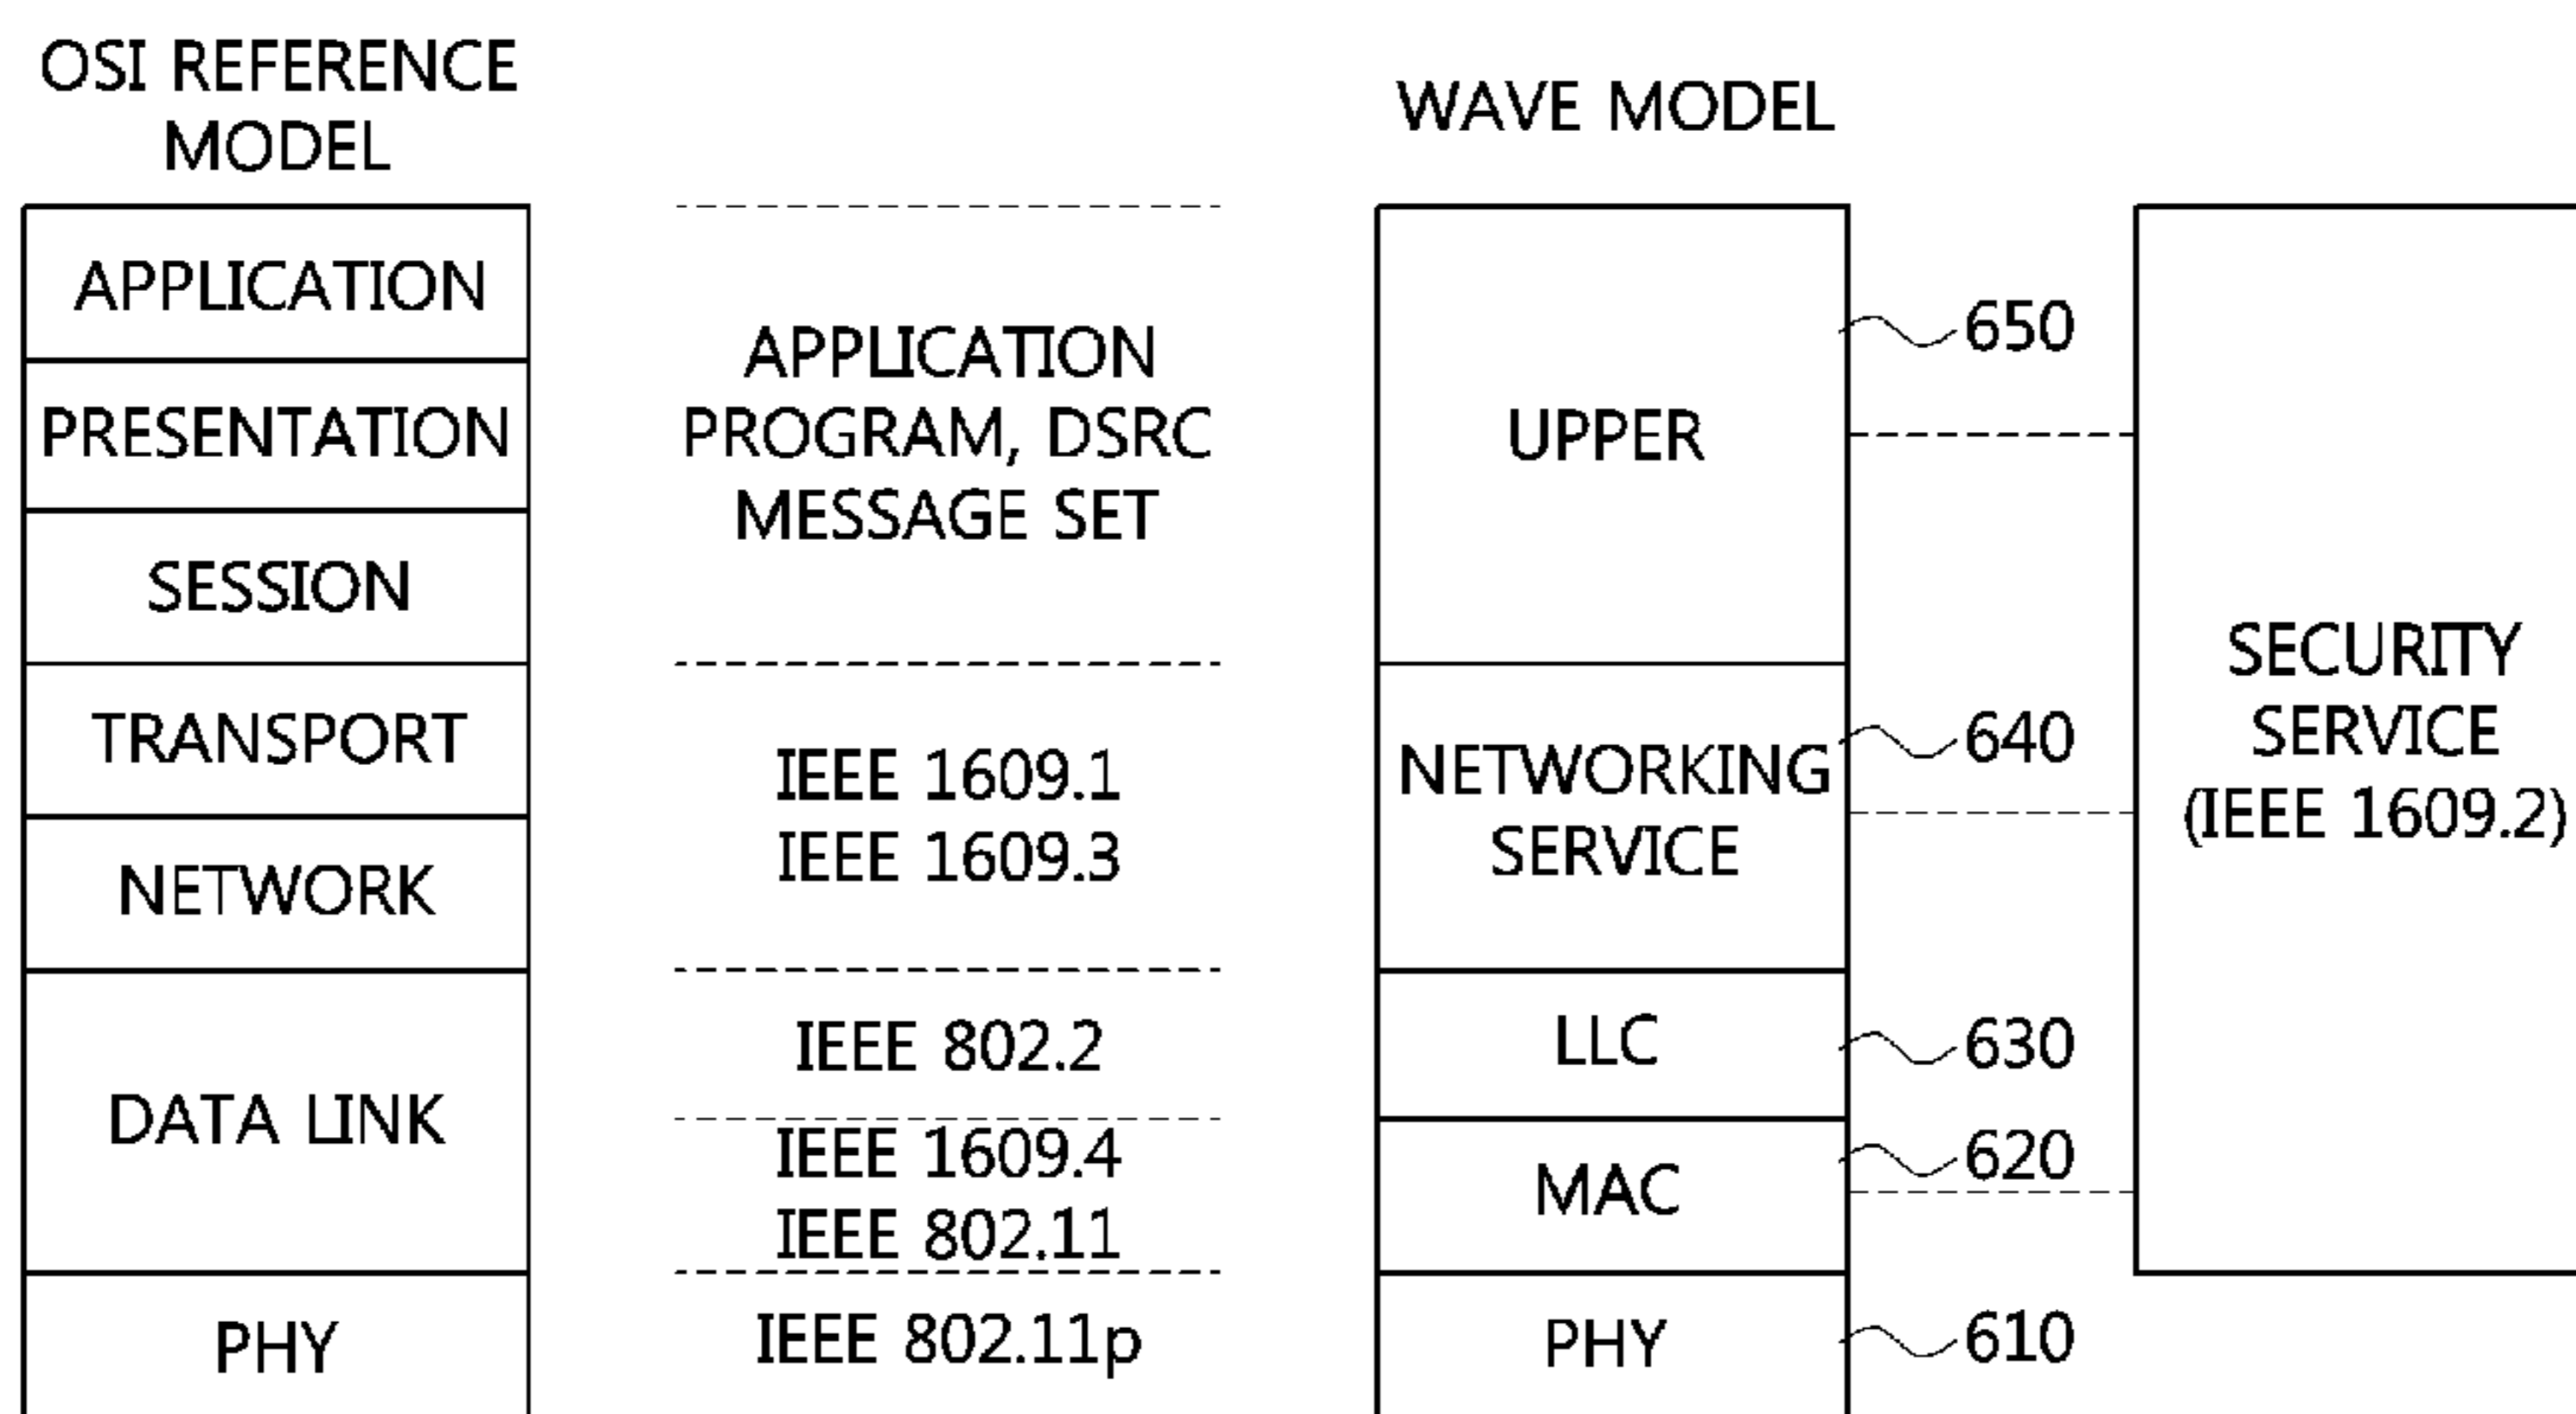 OSI REFERENCE
MODEL
APPLICATION
PRESENTATION
SESSION
TRANSPORT
NETWORK
DATA LINK
PHY
APPLICATION
PROGRAM, DSRC
MESSAGE SET
IEEE 1609.1
IEEE 1609.3
IEEE 802.2
IEEE 1609.4
IEEE 802.11
IEEE 802.11p
WAVE MODEL
UPPER
NETWORKING
SERVICE
LLC
MAC
PHY
650
640
630
620
610
SECURITY
SERVICE
(IEEE 1609.2)